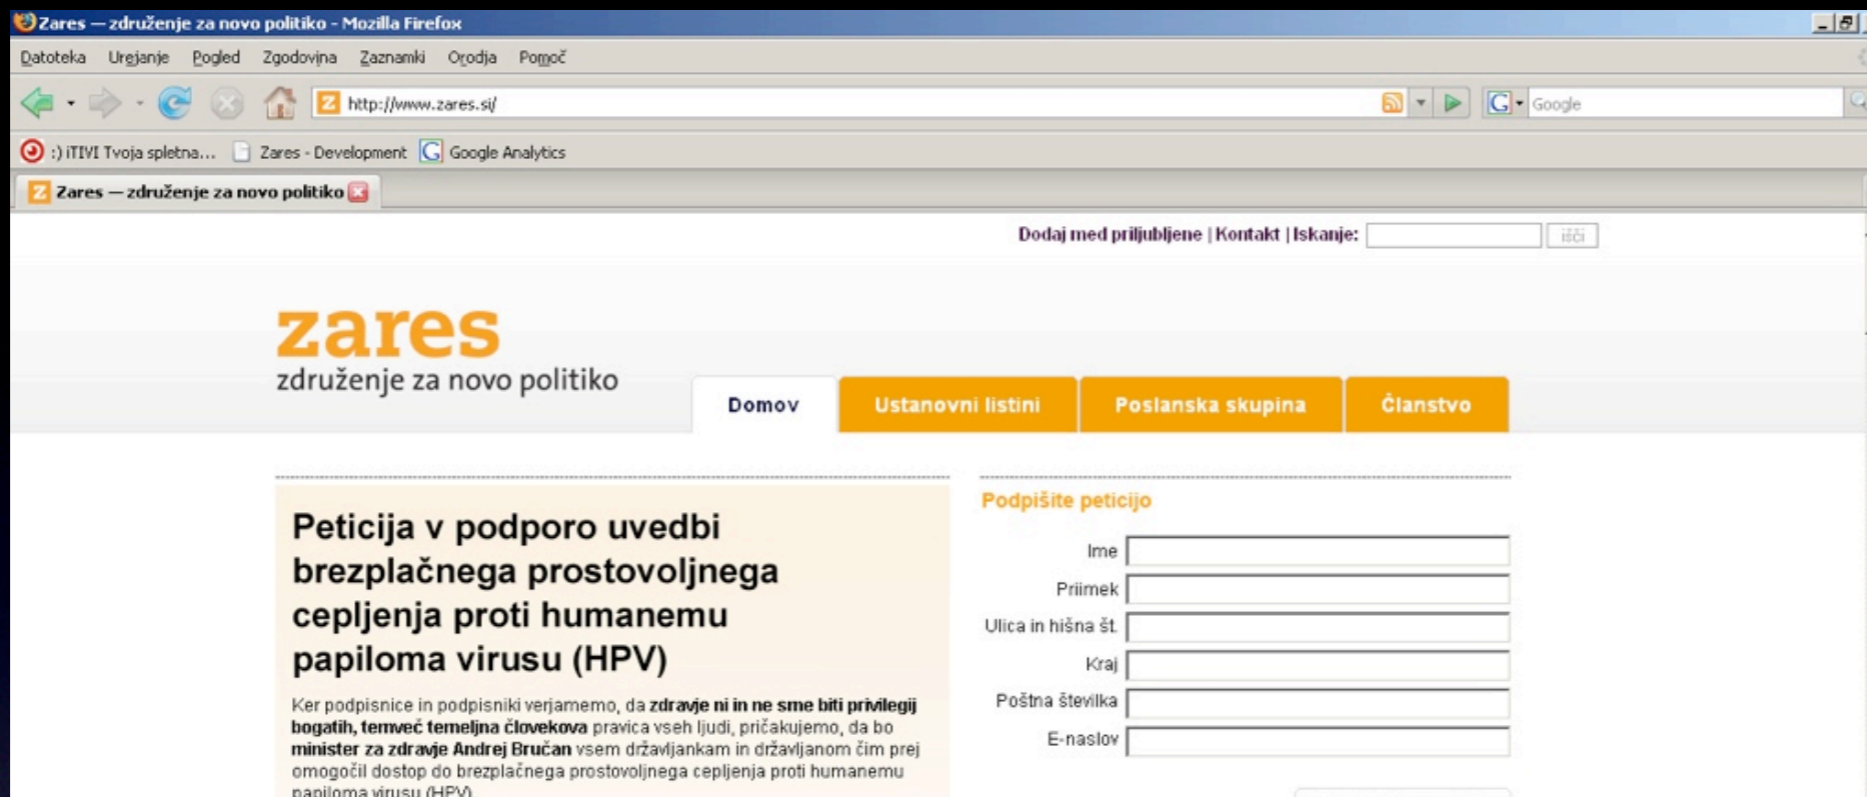 Zares — združenje za novo politiko - Mozilla Firefox
Datoteka Urejanje Pogled Zgodovina Zaznamki Orodja Pomoč
http://www.zares.si/
Google
:) iTIVI Tvoja spletna... Zares - Development Google Analytics
Zares — združenje za novo politiko
Dodaj med priljubljene | Kontakt | Iskanje: išči
zares
združenje za novo politiko
Domov Ustanovni listini Poslanska skupina Članstvo
Peticija v podporo uvedbi
brezplačnega prostovoljnega
cepljenja proti humanemu
papiloma virusu (HPV)
Ker podpisnice in podpisniki verjamemo, da zdravje ni in ne sme biti privilegij
bogatih, temveč temeljna človekova pravica vseh ljudi, pričakujemo, da bo
minister za zdravje Andrej Bručan vsem državljankam in državljanom čim prej
omogočil dostop do brezplačnega prostovoljnega cepljenja proti humanemu
papiloma virusu (HPV)
Podpišite peticijo
Ime
Priimek
Ulica in hišna št.
Kraj
Poštna številka
E-naslov